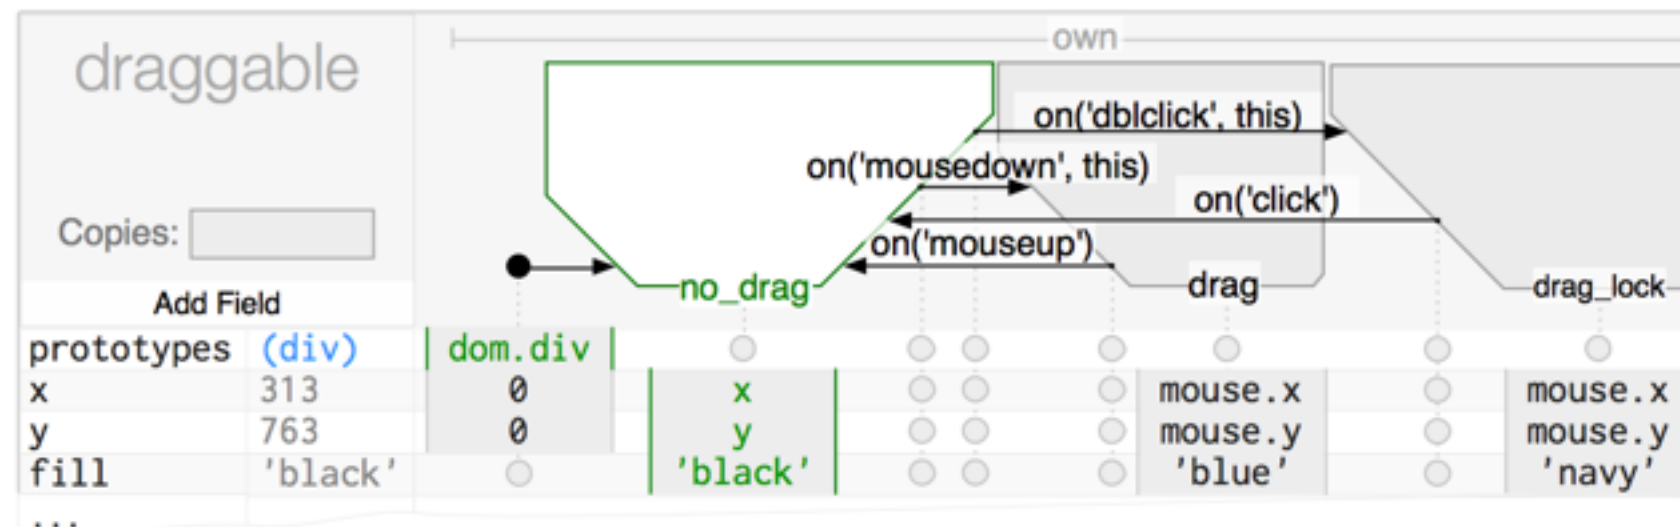 own
draggable
on('dblclick', this)
on('mousedown', this)
on('click')
Copies:
on('mouseup')
no_drag
drag
drag_lock
Add Field
prototypes (div) dom.div
x 313 0 x mouse.x mouse.x
y 763 0 y mouse.y mouse.y
fill 'black' 'black' 'blue' 'navy'
...